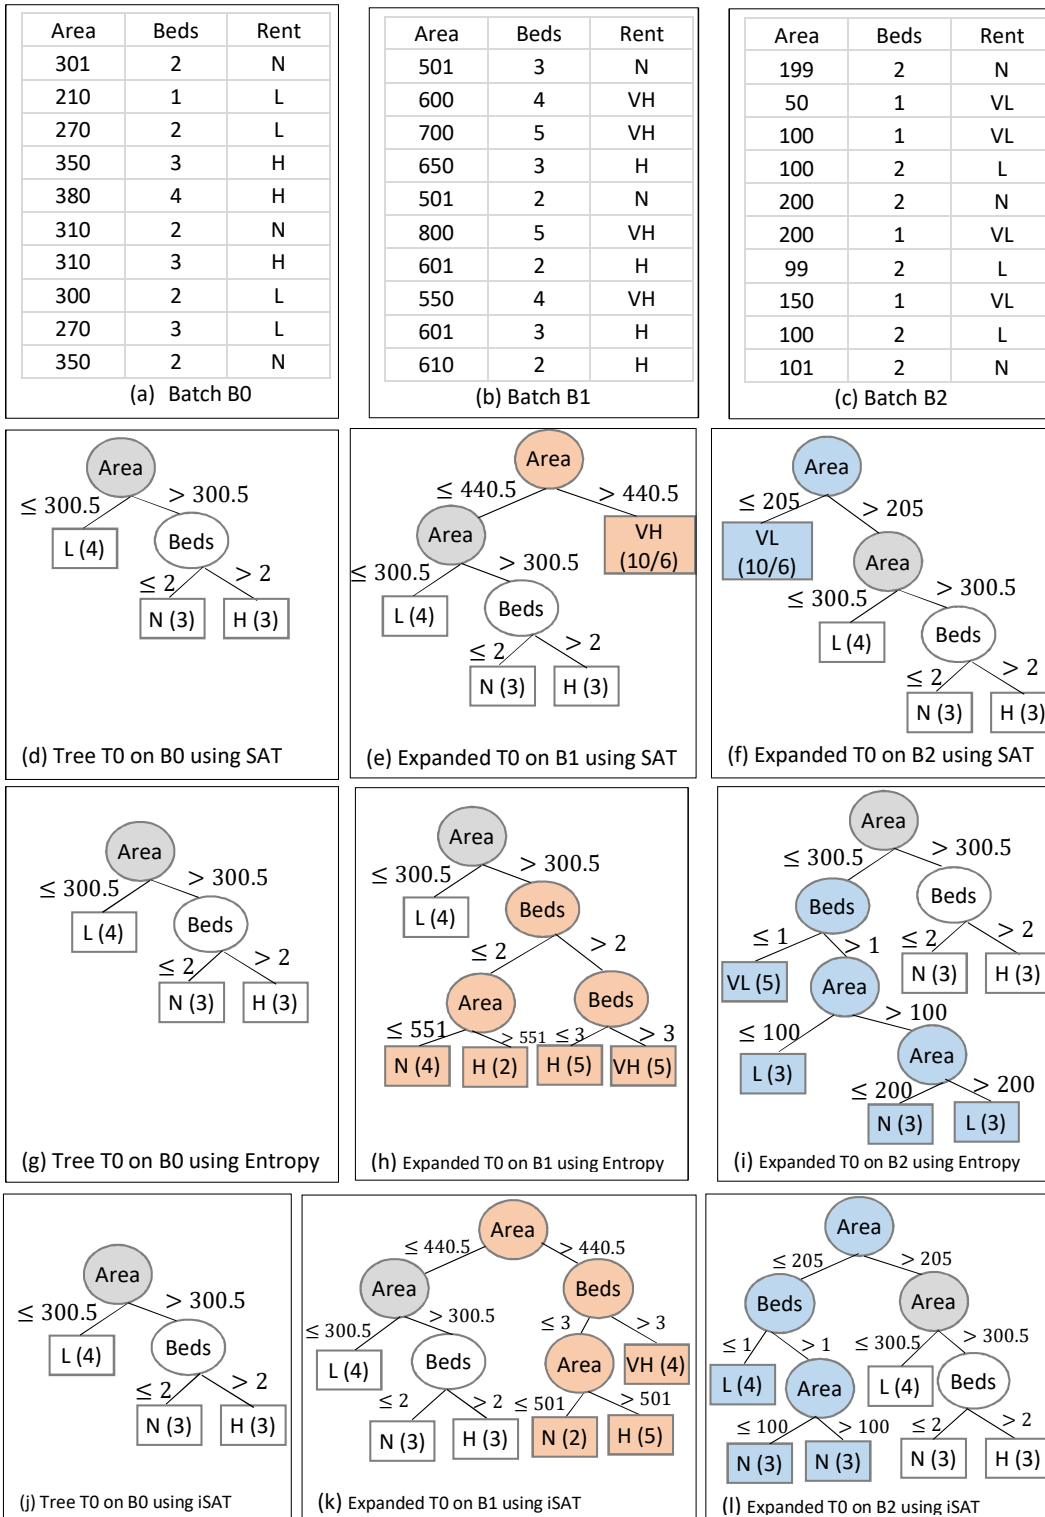 Area Beds Rent
301 2 N
210 1 L
270 2 L
350 3 H
380 4 H
310 2 N
310 3 H
300 2 L
270 3 L
350 2 N
(a) Batch B0
Area Beds Rent
501 3 N
600 4 VH
700 5 VH
650 3 H
501 2 N
800 5 VH
601 2 H
550 4 VH
601 3 H
610 2 H
(b) Batch B1
Area Beds Rent
199 2 N
50 1 VL
100 1 VL
100 2 L
200 2 N
200 1 VL
99 2 L
150 1 VL
100 2 L
101 2 N
(c) Batch B2
Area
≤ 300.5 > 300.5
L (4) Beds
≤ 2 > 2
N (3) H (3)
(d) Tree T0 on B0 using SAT
Area
≤ 440.5 > 440.5
Area VH
(10/6)
≤ 300.5 > 300.5
L (4) Beds
≤ 2 > 2
N (3) H (3)
(e) Expanded T0 on B1 using SAT
Area
≤ 205 > 205
VL
(10/6)
Area
≤ 300.5 > 300.5
L (4) Beds
≤ 2 > 2
N (3) H (3)
(f) Expanded T0 on B2 using SAT
Area
≤ 300.5 > 300.5
L (4) Beds
≤ 2 > 2
N (3) H (3)
(g) Tree T0 on B0 using Entropy
Area
≤ 300.5 > 300.5
L (4) Beds
≤ 2 > 2
Area Beds
≤ 551 > 551 ≤ 3 > 3
N (4) H (2) H (5) VH (5)
(h) Expanded T0 on B1 using Entropy
Area
≤ 300.5 > 300.5
Beds Beds
≤ 1 > 1 ≤ 2 > 2
VL (5) Area N (3) H (3)
≤ 100 > 100
L (3) Area
≤ 200 > 200
N (3) L (3)
(i) Expanded T0 on B2 using Entropy
Area
≤ 300.5 > 300.5
L (4) Beds
≤ 2 > 2
N (3) H (3)
(j) Tree T0 on B0 using iSAT
Area
≤ 440.5 > 440.5
Area Beds
≤ 300.5 > 300.5 ≤ 3 > 3
L (4) Beds Area VH (4)
≤ 2 > 2 ≤ 501 > 501
N (3) H (3) N (2) H (5)
(k) Expanded T0 on B1 using iSAT
Area
≤ 205 > 205
Beds Area
≤ 1 > 1 ≤ 300.5 > 300.5
L (4) Area L (4) Beds
≤ 100 > 100 ≤ 2 > 2
N (3) N (3) N (3) H (3)
(l) Expanded T0 on B2 using iSAT